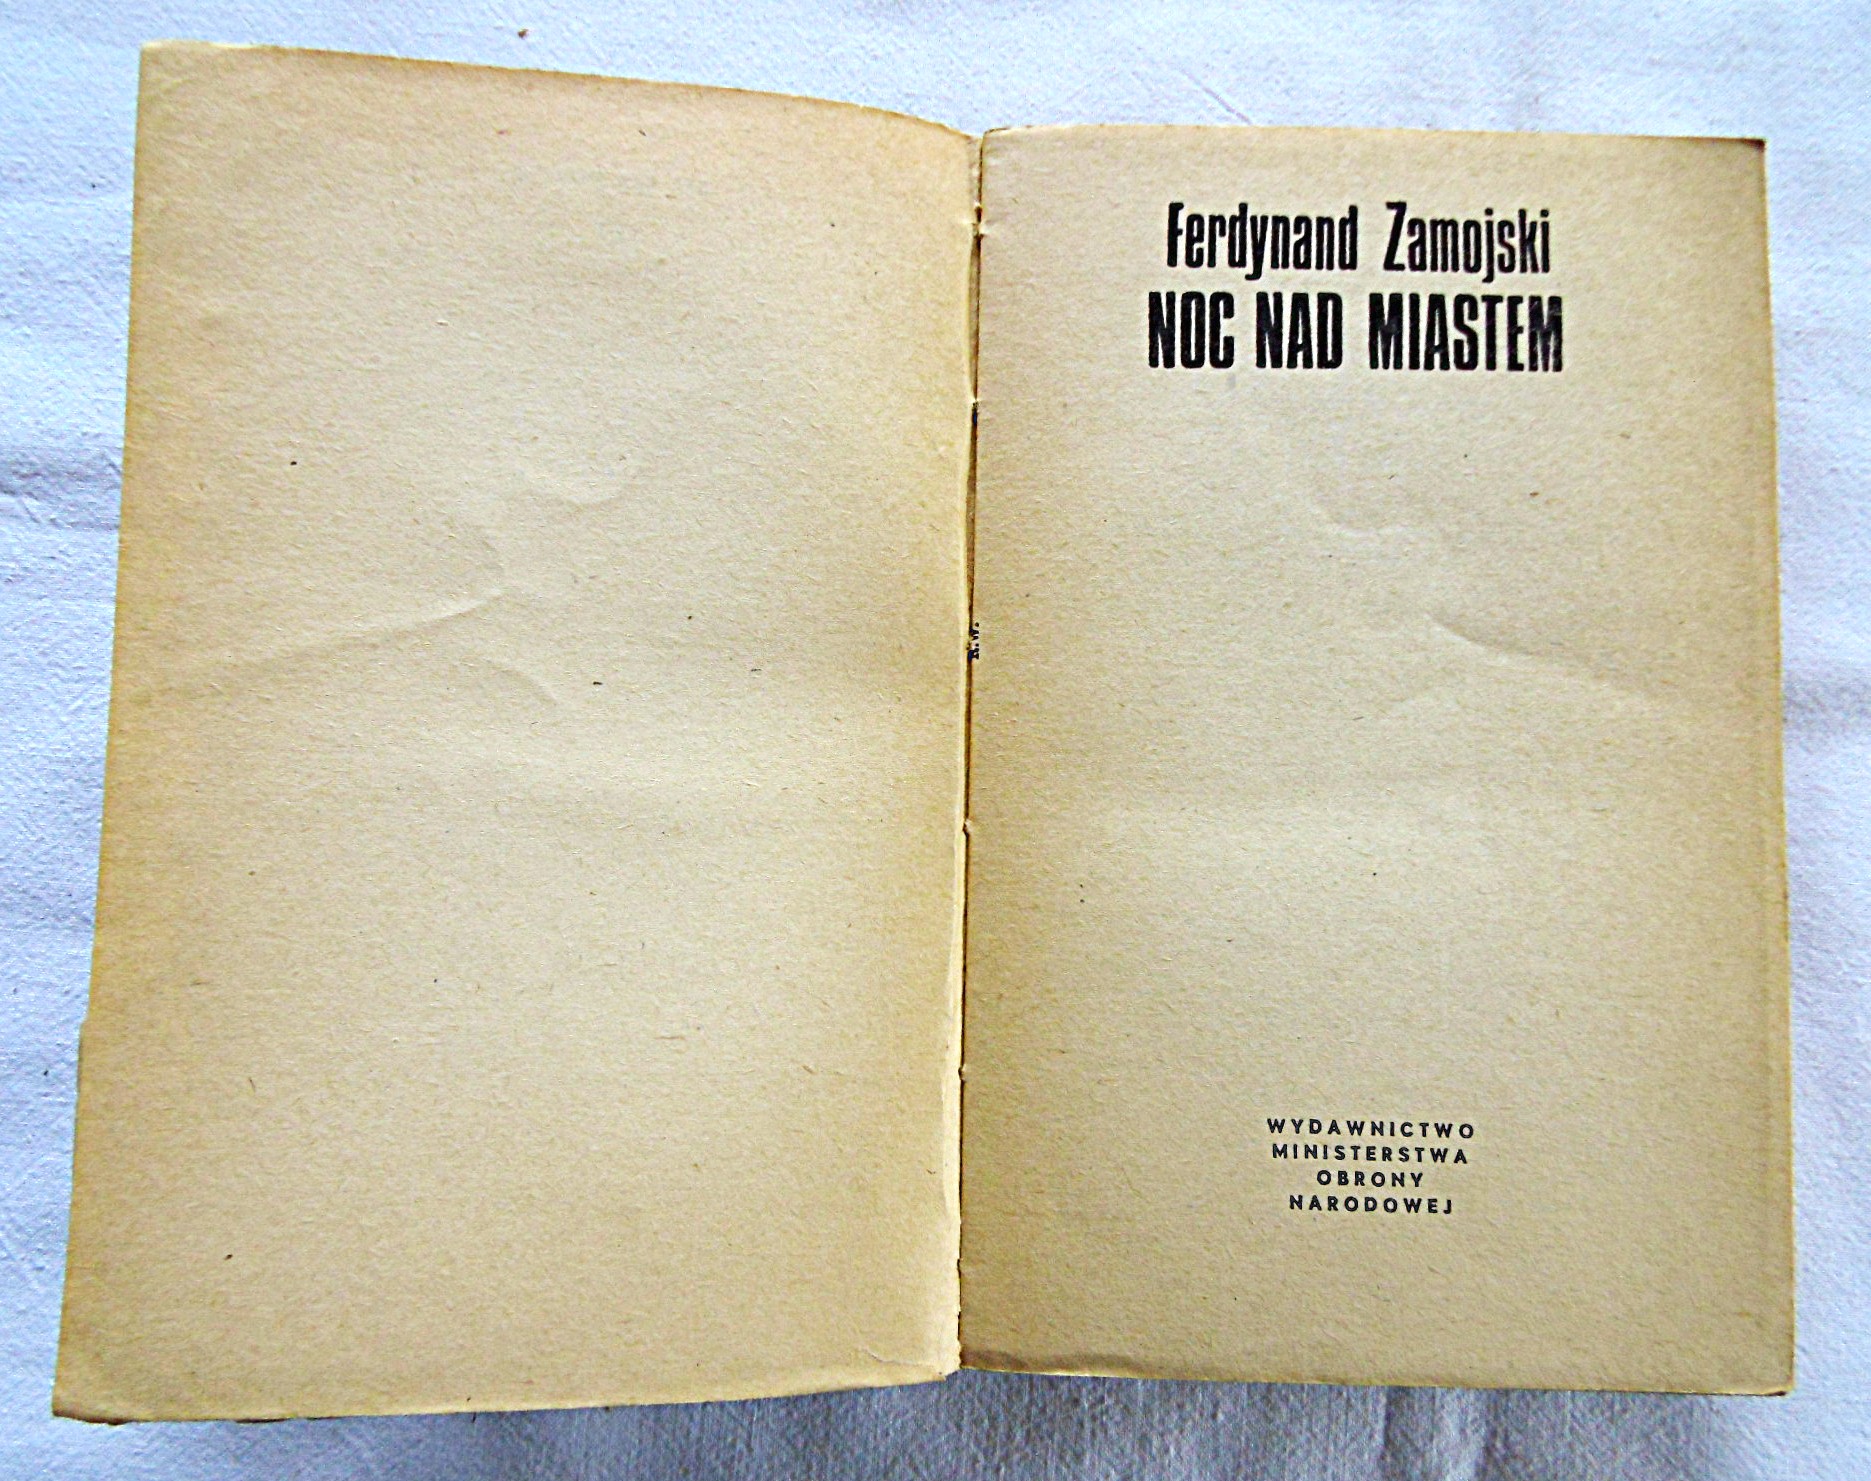 Ferdynand Zamojski
NOC NAD MIASTEM
R.W.
WYDAWNICTWO
MINISTERSTWA
OBRONY
NARODOWEJ